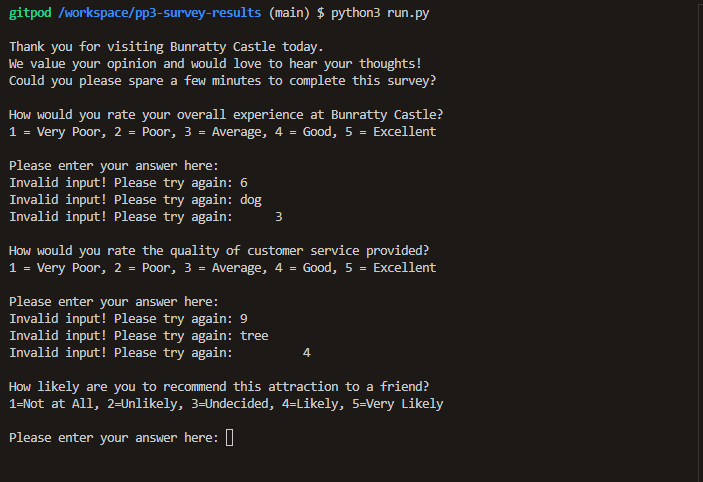 gitpod /workspace/pp3-survey-results (main) $ python3 run.py
Thank you for visiting Bunratty Castle today.
We value your opinion and would love to hear your thoughts!
Could you please spare a few minutes to complete this survey?
How would you rate your overall experience at Bunratty Castle?
1 = Very Poor, 2 = Poor, 3 = Average, 4 = Good, 5 = Excellent
Please enter your answer here:
Invalid input! Please try again: 6
Invalid input! Please try again: dog
Invalid input! Please try again:      3
How would you rate the quality of customer service provided?
1 = Very Poor, 2 = Poor, 3 = Average, 4 = Good, 5 = Excellent
Please enter your answer here:
Invalid input! Please try again: 9
Invalid input! Please try again: tree
Invalid input! Please try again:          4
How likely are you to recommend this attraction to a friend?
1=Not at All, 2=Unlikely, 3=Undecided, 4=Likely, 5=Very Likely
Please enter your answer here: